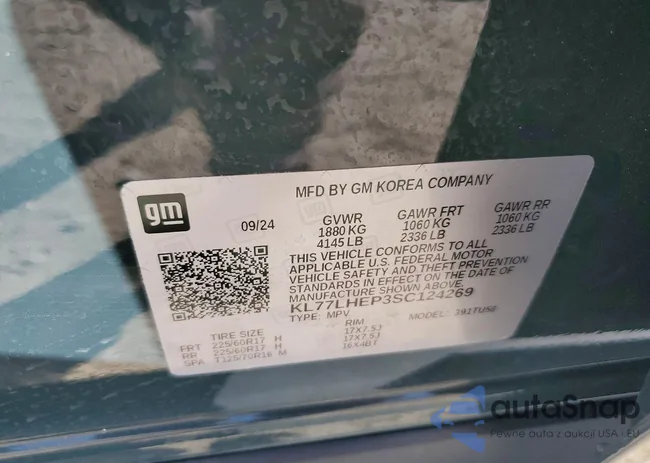 gm
MFD BY GM KOREA COMPANY
09/24
GVWR GAWR FRT GAWR RR
1880 KG 1060 KG 1060 KG
4145 LB 2336 LB 2336 LB
THIS VEHICLE CONFORMS TO ALL
APPLICABLE U.S. FEDERAL MOTOR
VEHICLE SAFETY AND THEFT PREVENTION
STANDARDS IN EFFECT ON THE DATE OF
MANUFACTURE SHOWN ABOVE.
KL77LHEP3SC124269
TYPE: MPV MODEL: 391TU58
TIRE SIZE RIM
FRT 225/60R17 H 17X7.5J
RR 225/60R17 H 17X7.5J
SPA T125/70R16 M 16X4BT
autoSnap
Pewne auta z aukcji USA i EU